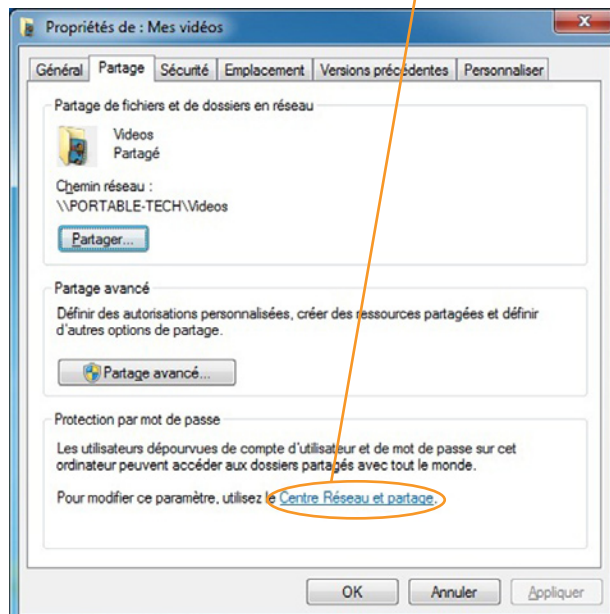 Propriétés de : Mes vidéos
Général Partage Sécurité Emplacement Versions précédentes Personnaliser
Partage de fichiers et de dossiers en réseau
Videos
Partagé
Chemin réseau :
\\PORTABLE-TECH\Videos
Partager...
Partage avancé
Définir des autorisations personnalisées, créer des ressources partagées et définir
d'autres options de partage.
Partage avancé...
Protection par mot de passe
Les utilisateurs dépourvues de compte d'utilisateur et de mot de passe sur cet
ordinateur peuvent accéder aux dossiers partagés avec tout le monde.
Pour modifier ce paramètre, utilisez le Centre Réseau et partage.
OK Annuler Appliquer